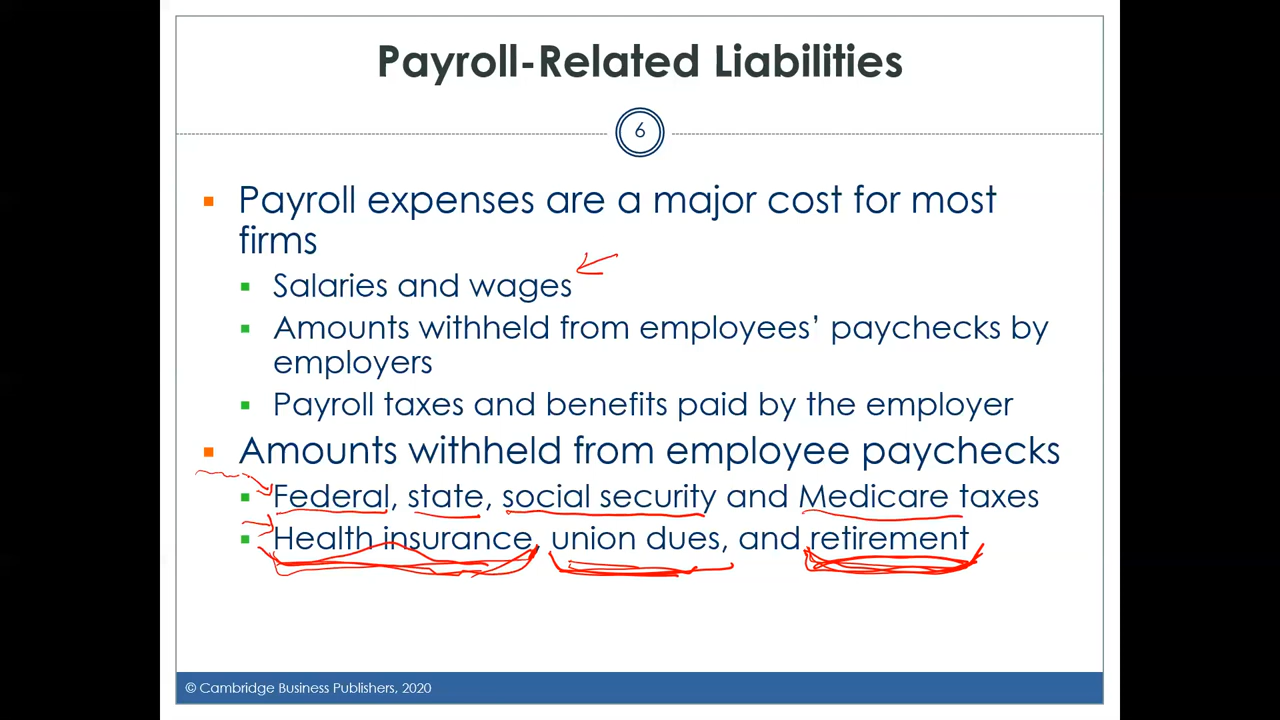 Payroll-Related Liabilities
6
Payroll expenses are a major cost for most
firms
Salaries and wages
Amounts withheld from employees’ paychecks by
employers
Payroll taxes and benefits paid by the employer
Amounts withheld from employee paychecks
Federal, state, social security and Medicare taxes
Health insurance, union dues, and retirement
© Cambridge Business Publishers, 2020